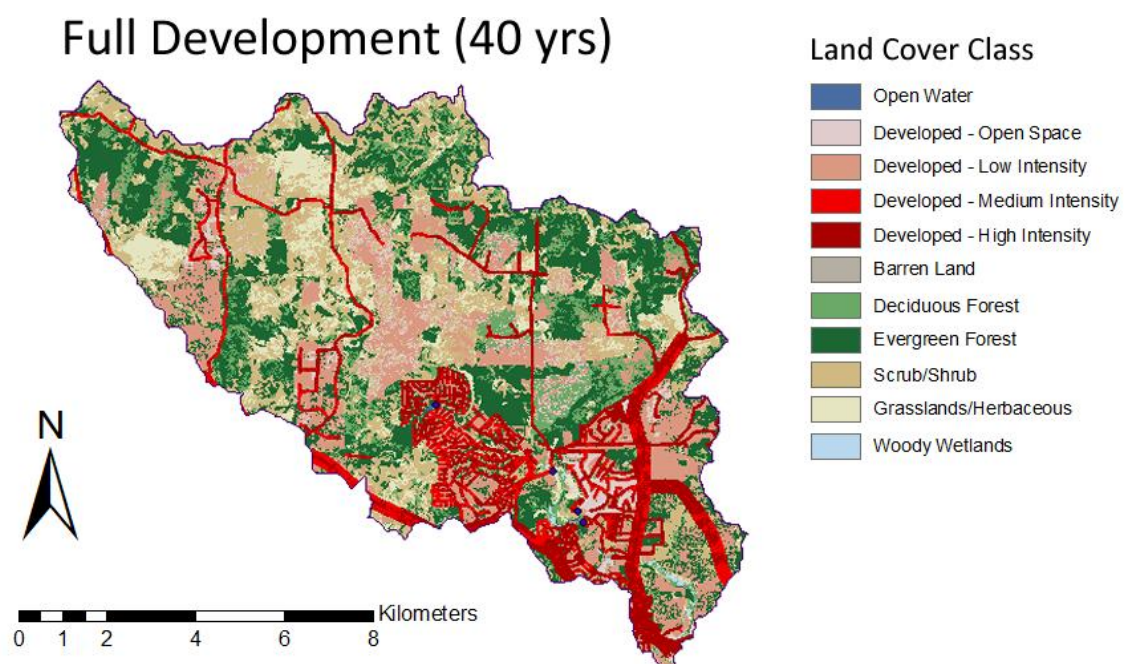 Full Development (40 yrs)
Land Cover Class
Open Water
Developed - Open Space
Developed - Low Intensity
Developed - Medium Intensity
Developed - High Intensity
Barren Land
Deciduous Forest
Evergreen Forest
Scrub/Shrub
Grasslands/Herbaceous
Woody Wetlands
N
Kilometers
0 1 2 4 6 8